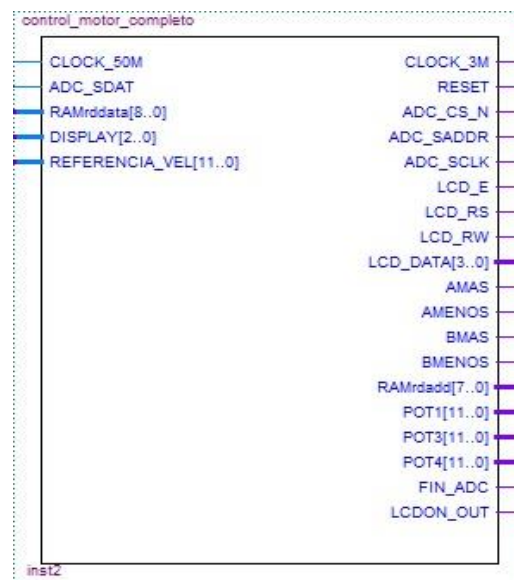 control_motor_completo
CLOCK_50M CLOCK_3M
ADC_SDAT RESET
RAMrddata[8..0] ADC_CS_N
DISPLAY[2..0] ADC_SADDR
REFERENCIA_VEL[11..0] ADC_SCLK
LCD_E
LCD_RS
LCD_RW
LCD_DATA[3..0]
AMAS
AMENOS
BMAS
BMENOS
RAMrdadd[7..0]
POT1[11..0]
POT3[11..0]
POT4[11..0]
FIN_ADC
LCDON_OUT
inst2